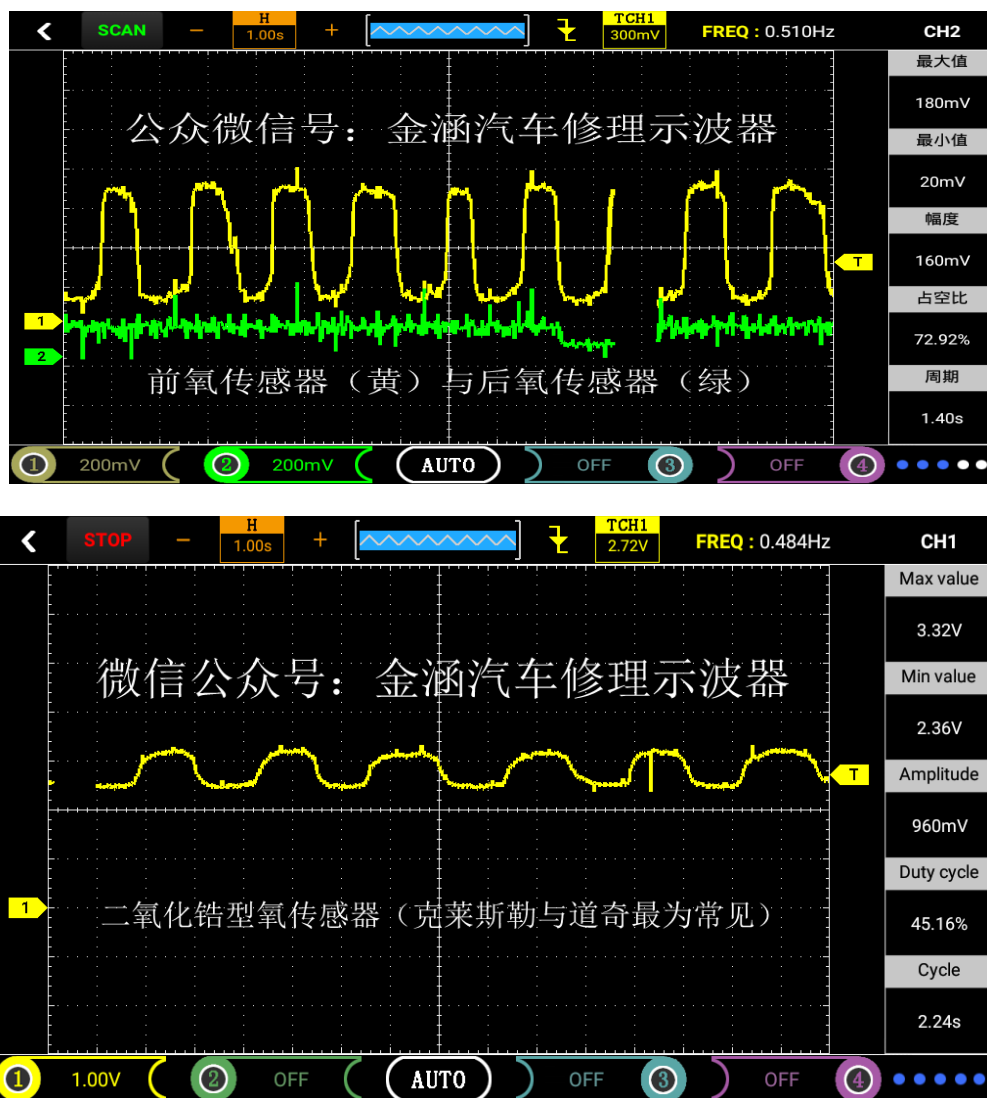 SCAN
−
H
1.00s
+
TCH1
300mV
FREQ : 0.510Hz
CH2
最大值
180mV
最小值
20mV
幅度
160mV
占空比
72.92%
周期
1.40s
公众微信号：金涵汽车修理示波器
T
1
2
前氧传感器（黄）与后氧传感器（绿）
1
200mV
2
200mV
AUTO
OFF
3
OFF
4
STOP
−
H
1.00s
+
TCH1
2.72V
FREQ : 0.484Hz
CH1
Max value
3.32V
Min value
2.36V
Amplitude
960mV
Duty cycle
45.16%
Cycle
2.24s
微信公众号：金涵汽车修理示波器
T
1
二氧化锆型氧传感器（克莱斯勒与道奇最为常见）
1
1.00V
2
OFF
AUTO
OFF
3
OFF
4